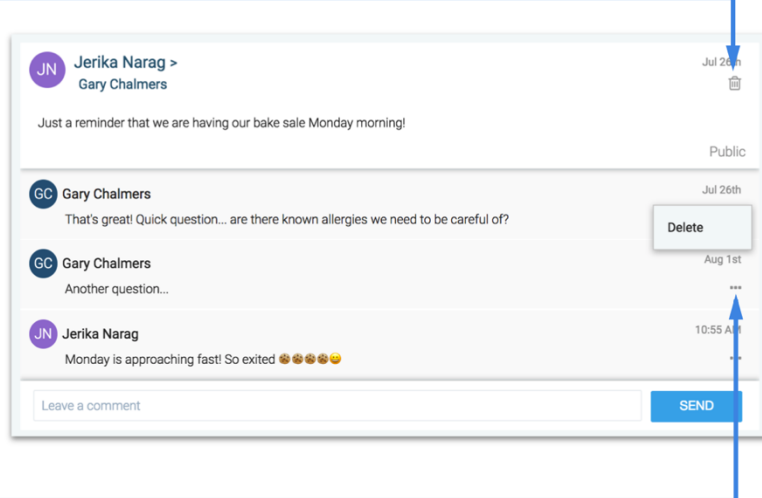 JN
Jerika Narag >
Jul 26th
Gary Chalmers
Just a reminder that we are having our bake sale Monday morning!
Public
GC Gary Chalmers
Jul 26th
That's great! Quick question... are there known allergies we need to be careful of?
Delete
GC Gary Chalmers
Aug 1st
Another question...
JN Jerika Narag
10:55 AM
Monday is approaching fast! So exited 🍪🍪🍪🍪😀
Leave a comment
SEND